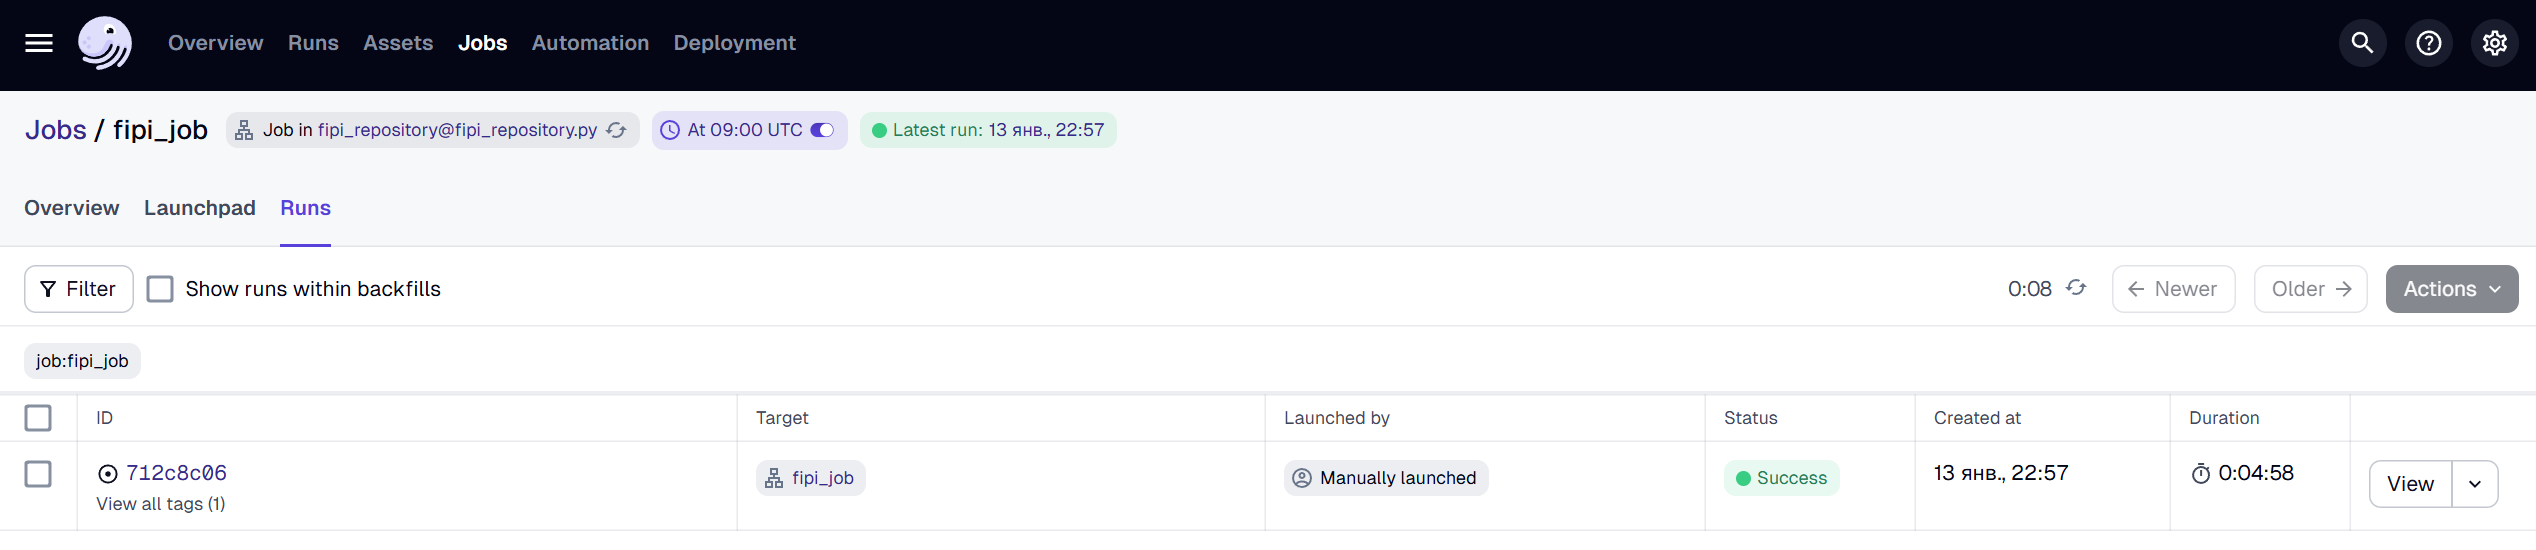 Overview Runs Assets Jobs Automation Deployment
Jobs / fipi_job Job in fipi_repository@fipi_repository.py At 09:00 UTC Latest run: 13 янв., 22:57
Overview Launchpad Runs
Filter Show runs within backfills 0:08 Newer Older Actions
job:fipi_job
ID Target Launched by Status Created at Duration
712c8c06 fipi_job Manually launched Success 13 янв., 22:57 0:04:58 View
View all tags (1)